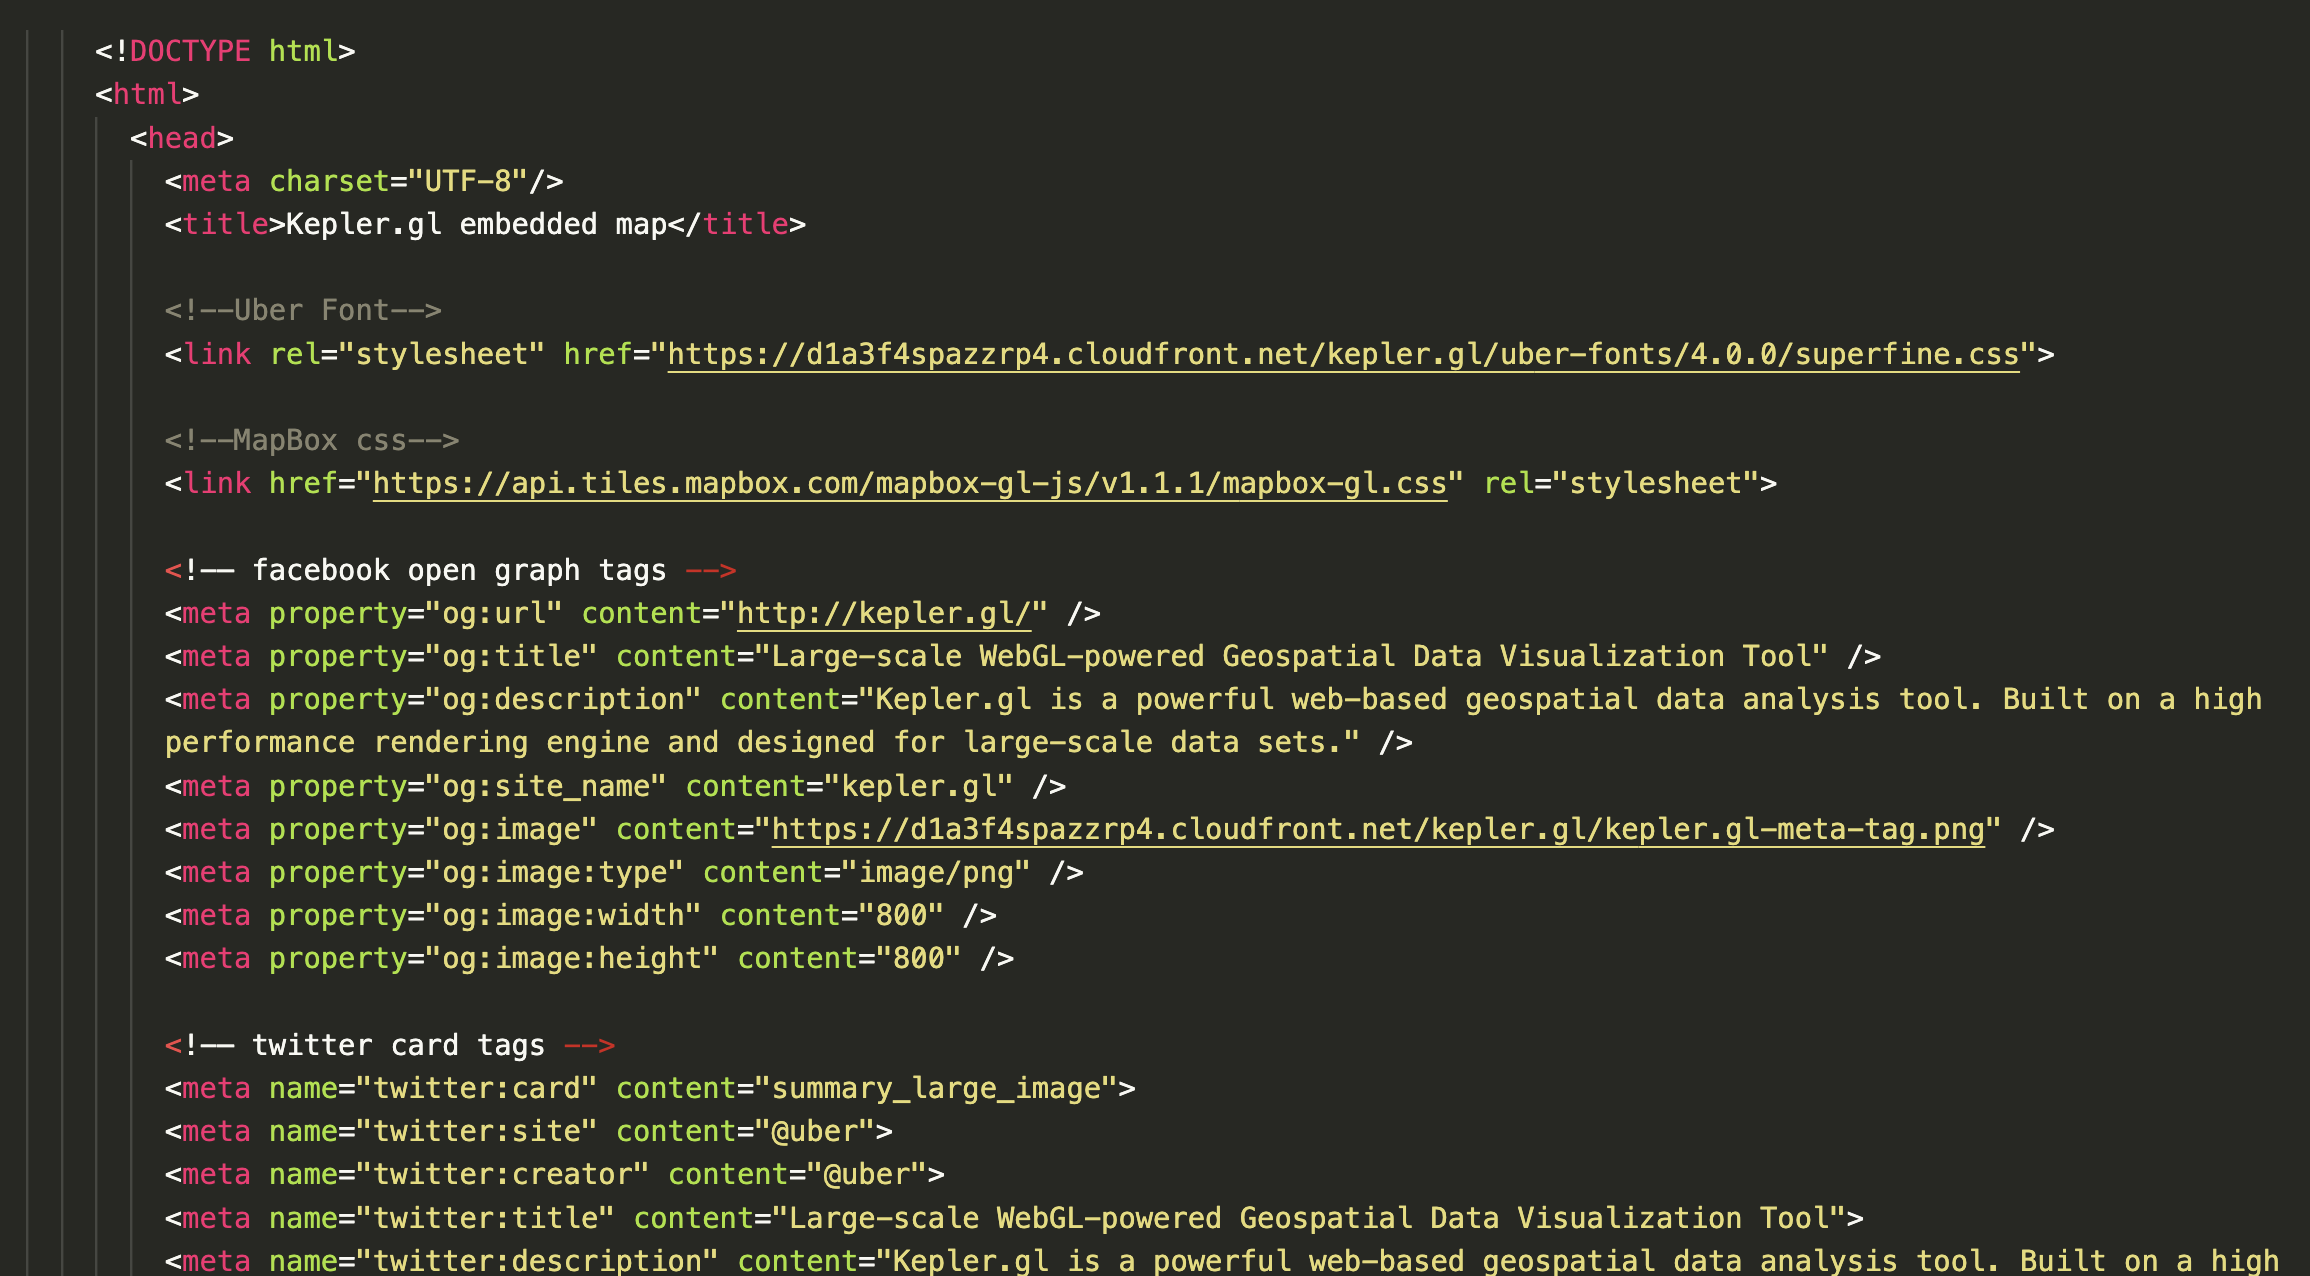 <!DOCTYPE html>
<html>
<head>
<meta charset="UTF-8"/>
<title>Kepler.gl embedded map</title>
<!--Uber Font-->
<link rel="stylesheet" href="https://d1a3f4spazzrp4.cloudfront.net/kepler.gl/uber-fonts/4.0.0/superfine.css">
<!--MapBox css-->
<link href="https://api.tiles.mapbox.com/mapbox-gl-js/v1.1.1/mapbox-gl.css" rel="stylesheet">
<!—— facebook open graph tags -->
<meta property="og:url" content="http://kepler.gl/" />
<meta property="og:title" content="Large-scale WebGL-powered Geospatial Data Visualization Tool" />
<meta property="og:description" content="Kepler.gl is a powerful web-based geospatial data analysis tool. Built on a high
performance rendering engine and designed for large-scale data sets." />
<meta property="og:site_name" content="kepler.gl" />
<meta property="og:image" content="https://d1a3f4spazzrp4.cloudfront.net/kepler.gl/kepler.gl-meta-tag.png" />
<meta property="og:image:type" content="image/png" />
<meta property="og:image:width" content="800" />
<meta property="og:image:height" content="800" />
<!—— twitter card tags -->
<meta name="twitter:card" content="summary_large_image">
<meta name="twitter:site" content="@uber">
<meta name="twitter:creator" content="@uber">
<meta name="twitter:title" content="Large-scale WebGL-powered Geospatial Data Visualization Tool">
<meta name="twitter:description" content="Kepler.gl is a powerful web-based geospatial data analysis tool. Built on a high